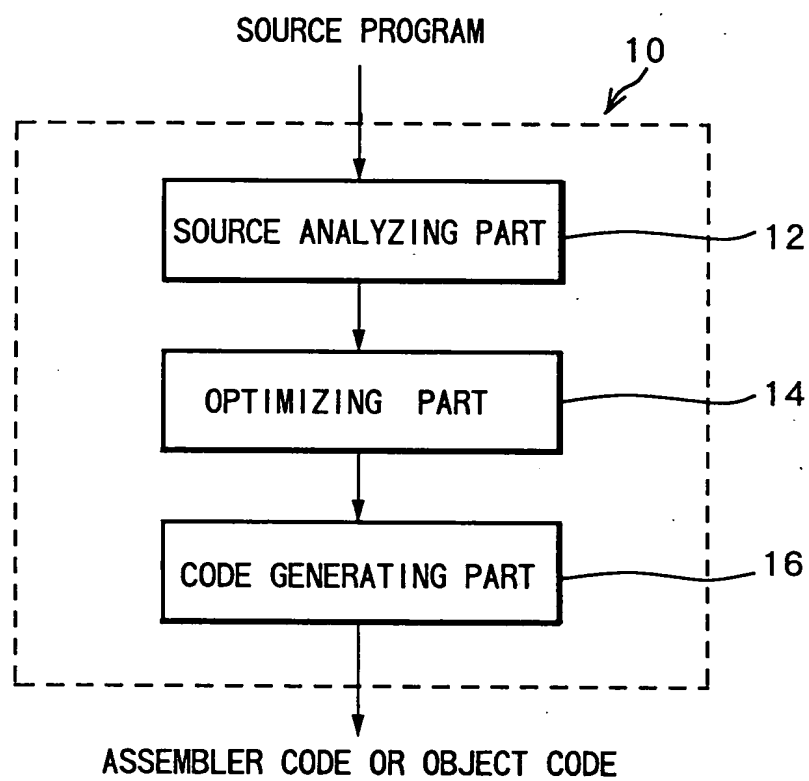 SOURCE PROGRAM
10
SOURCE ANALYZING PART
12
OPTIMIZING PART
14
CODE GENERATING PART
16
ASSEMBLER CODE OR OBJECT CODE